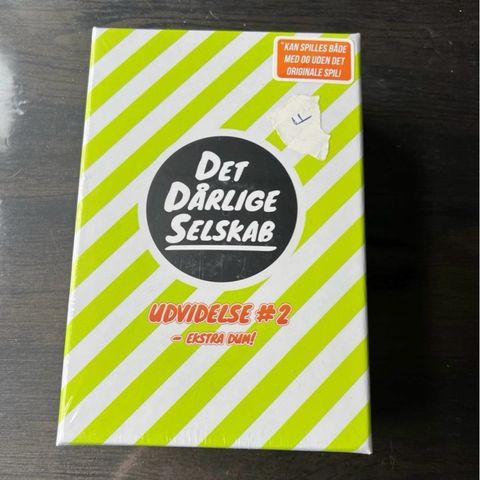 *KAN SPILLES BÅDE
MED OG UDEN DET
ORIGINALE SPIL!
F
DET
DÅRLIGE
SELSKAB
UDVIDELSE #2
– EKSTRA DUM!